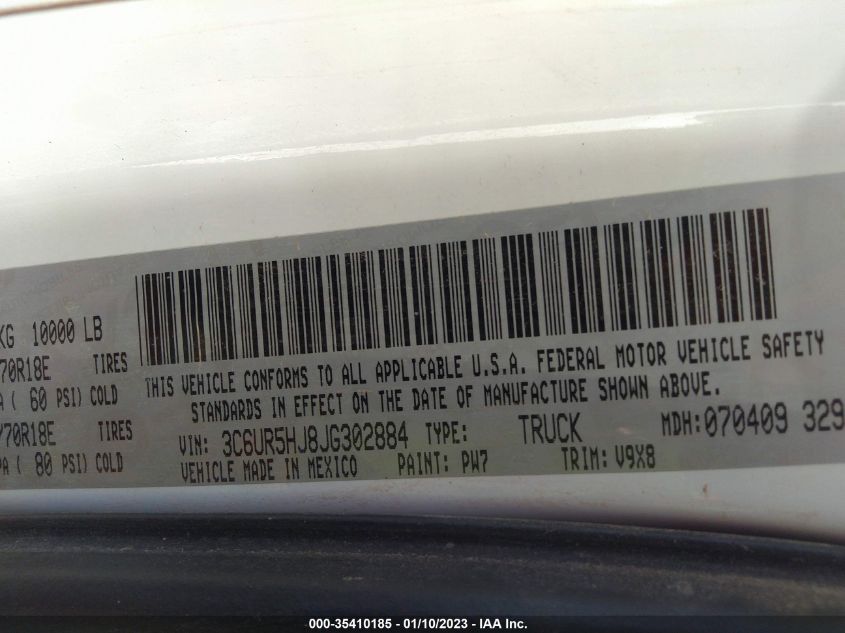 KG 10000 LB
70R18E TIRES
A ( 60 PSI) COLD
70R18E TIRES
PA ( 80 PSI) COLD
THIS VEHICLE CONFORMS TO ALL APPLICABLE U.S.A. FEDERAL MOTOR VEHICLE SAFETY
STANDARDS IN EFFECT ON THE DATE OF MANUFACTURE SHOWN ABOVE.
VIN: 3C6UR5HJ8JG302884 TYPE: TRUCK MDH: 070409 329
VEHICLE MADE IN MEXICO PAINT: PW7 TRIM: V9X8
000-35410185 - 01/10/2023 - IAA Inc.